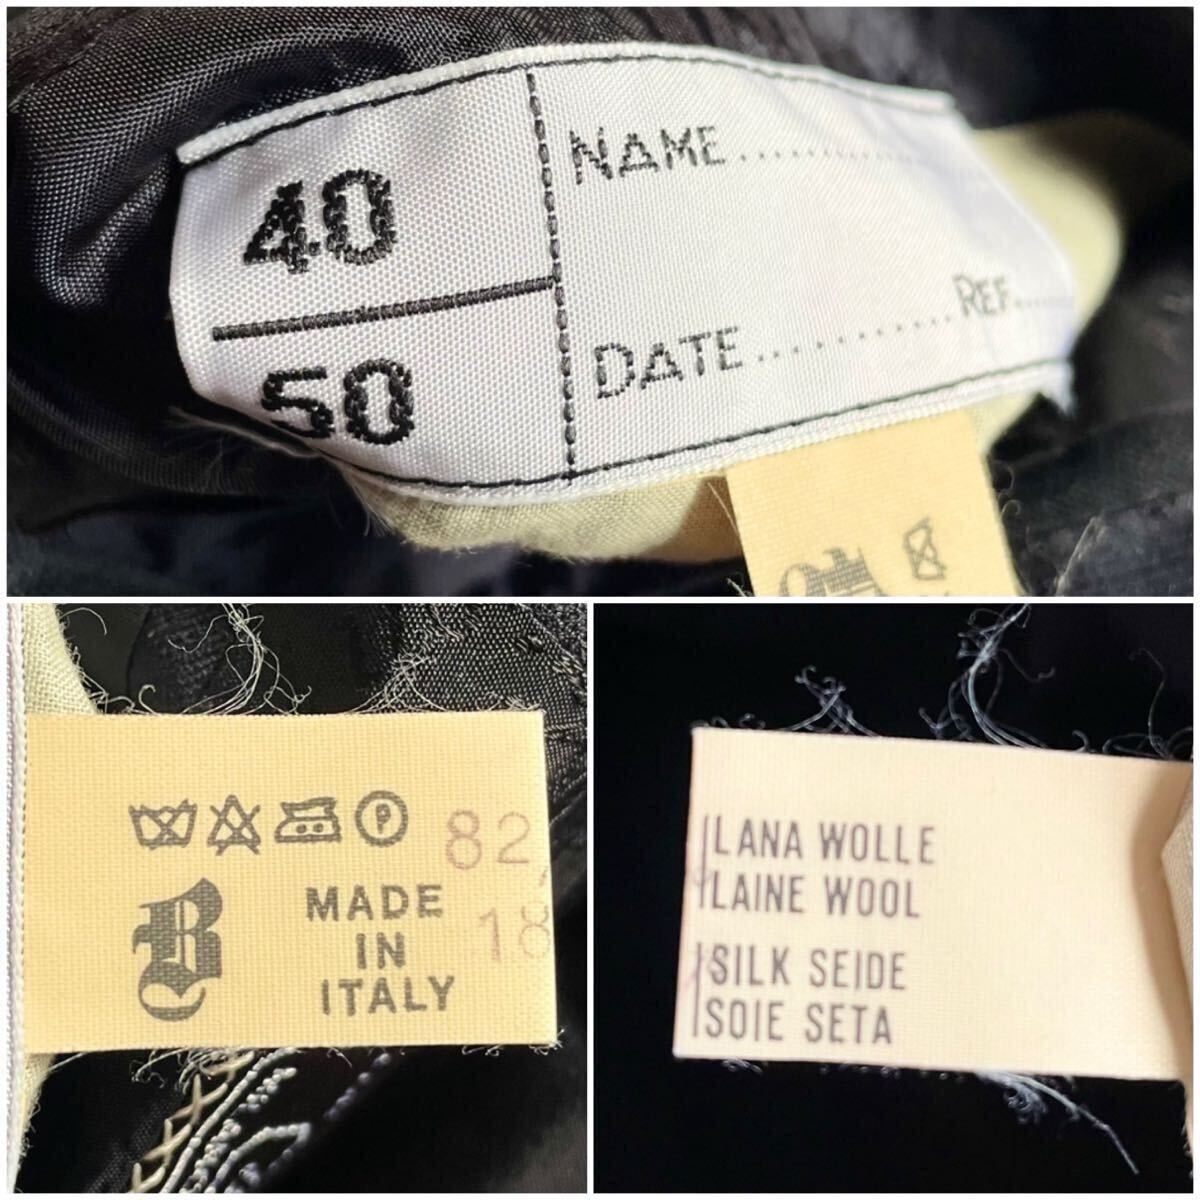 40
50
NAME..............
DATE............REF.....
P
82
18
B
MADE
IN
ITALY
LANA WOLLE
LAINE WOOL
SILK SEIDE
SOIE SETA